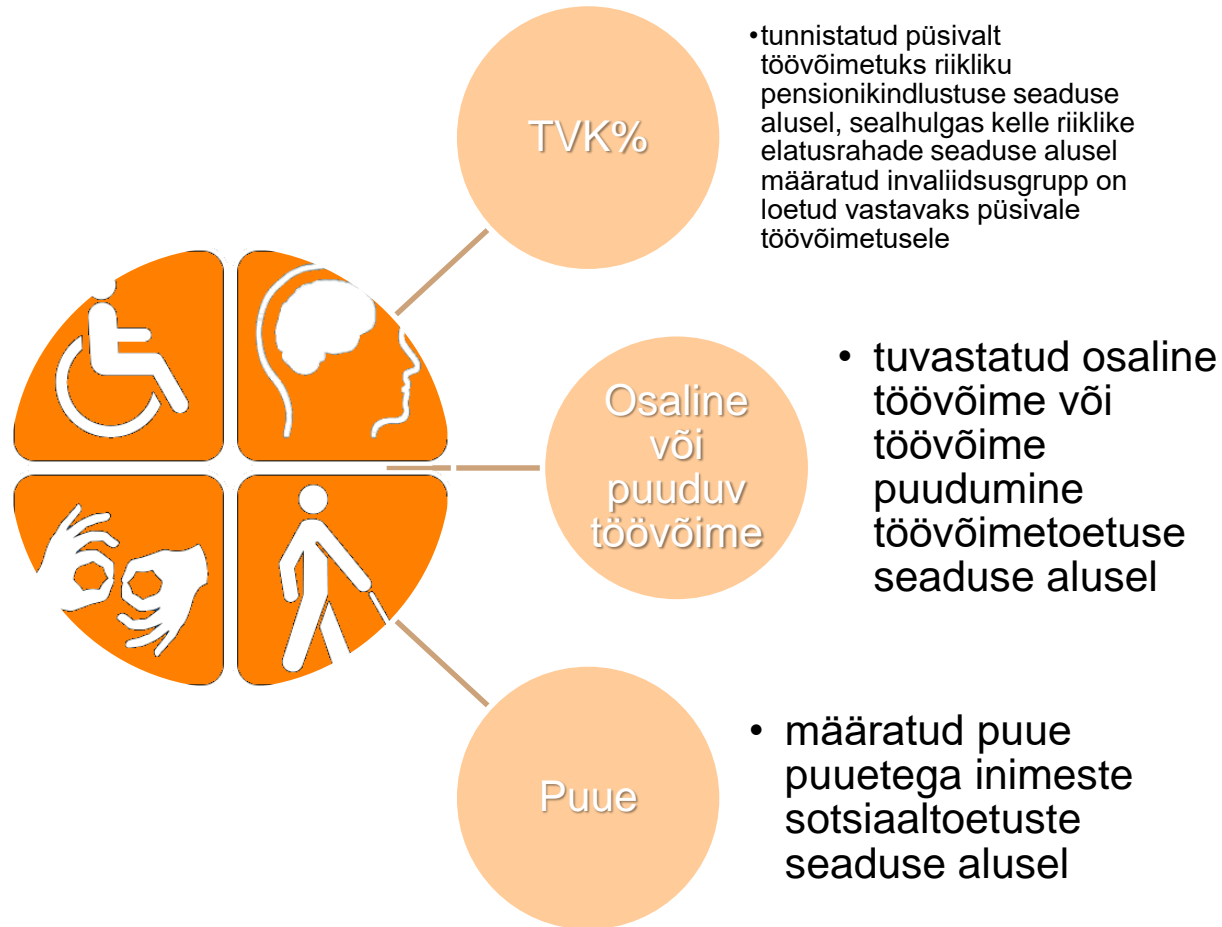 TVK%
•tunnistatud püsivalt
töövõimetuks riikliku
pensionikindlustuse seaduse
alusel, sealhulgas kelle riiklike
elatusrahade seaduse alusel
määratud invaliidsusgrupp on
loetud vastavaks püsivale
töövõimetusele
Osaline
või
puuduv
töövõime
• tuvastatud osaline
töövõime või
töövõime
puudumine
töövõimetoetuse
seaduse alusel
Puue
• määratud puue
puuetega inimeste
sotsiaaltoetuste
seaduse alusel